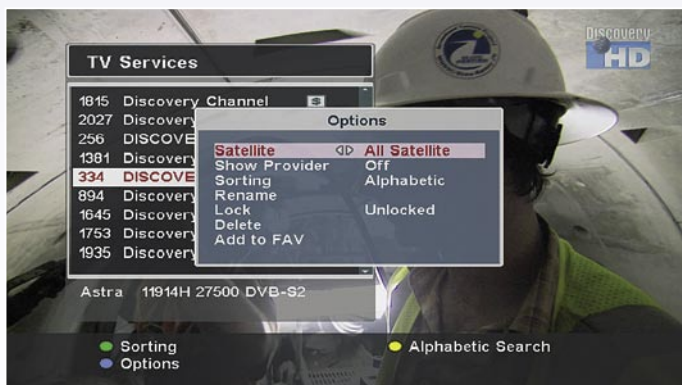 Discovery
HD
TV Services
1815 Discovery Channel $
2027 Discovery
256 DISCOVE
1381 Discovery
334 DISCOVE
894 Discovery
1645 Discovery
1753 Discovery
1935 Discovery
Options
Satellite All Satellite
Show Provider Off
Sorting Alphabetic
Rename
Lock Unlocked
Delete
Add to FAV
Astra 11914H 27500 DVB-S2
Sorting
Alphabetic Search
Options